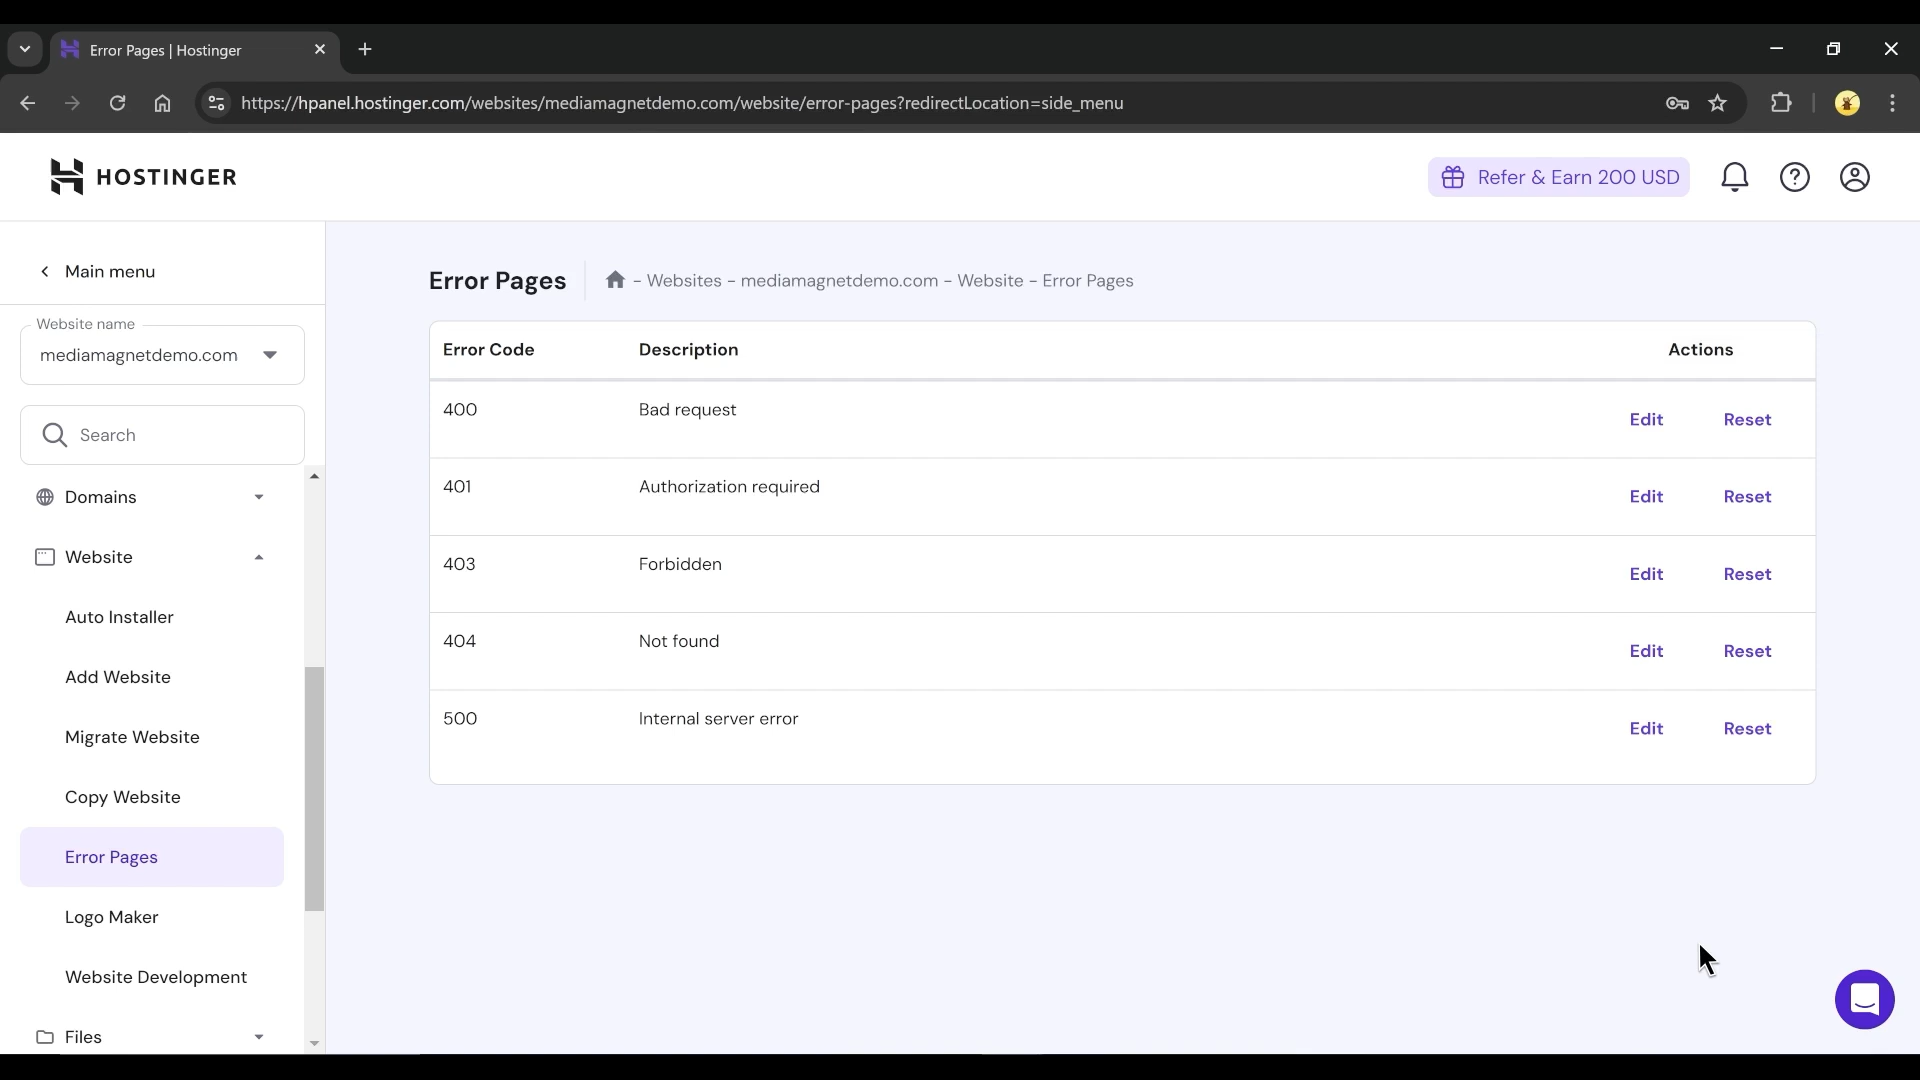 Error Pages | Hostinger
https://hpanel.hostinger.com/websites/mediamagnetdemo.com/website/error-pages?redirectLocation=side_menu
HOSTINGER
Refer & Earn 200 USD
Main menu
Website name
mediamagnetdemo.com
Search
Domains
Website
Auto Installer
Add Website
Migrate Website
Copy Website
Error Pages
Logo Maker
Website Development
Files
Error Pages
- Websites - mediamagnetdemo.com - Website - Error Pages
Error Code Description Actions
400 Bad request Edit Reset
401 Authorization required Edit Reset
403 Forbidden Edit Reset
404 Not found Edit Reset
500 Internal server error Edit Reset